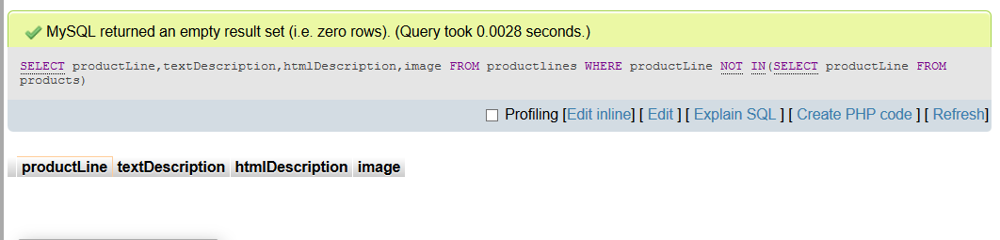 MySQL returned an empty result set (i.e. zero rows). (Query took 0.0028 seconds.)
SELECT productLine,textDescription,htmlDescription,image FROM productlines WHERE productLine NOT IN(SELECT productLine FROM
products)
Profiling [Edit inline] [ Edit ] [ Explain SQL ] [ Create PHP code ] [ Refresh]
productLine textDescription htmlDescription image